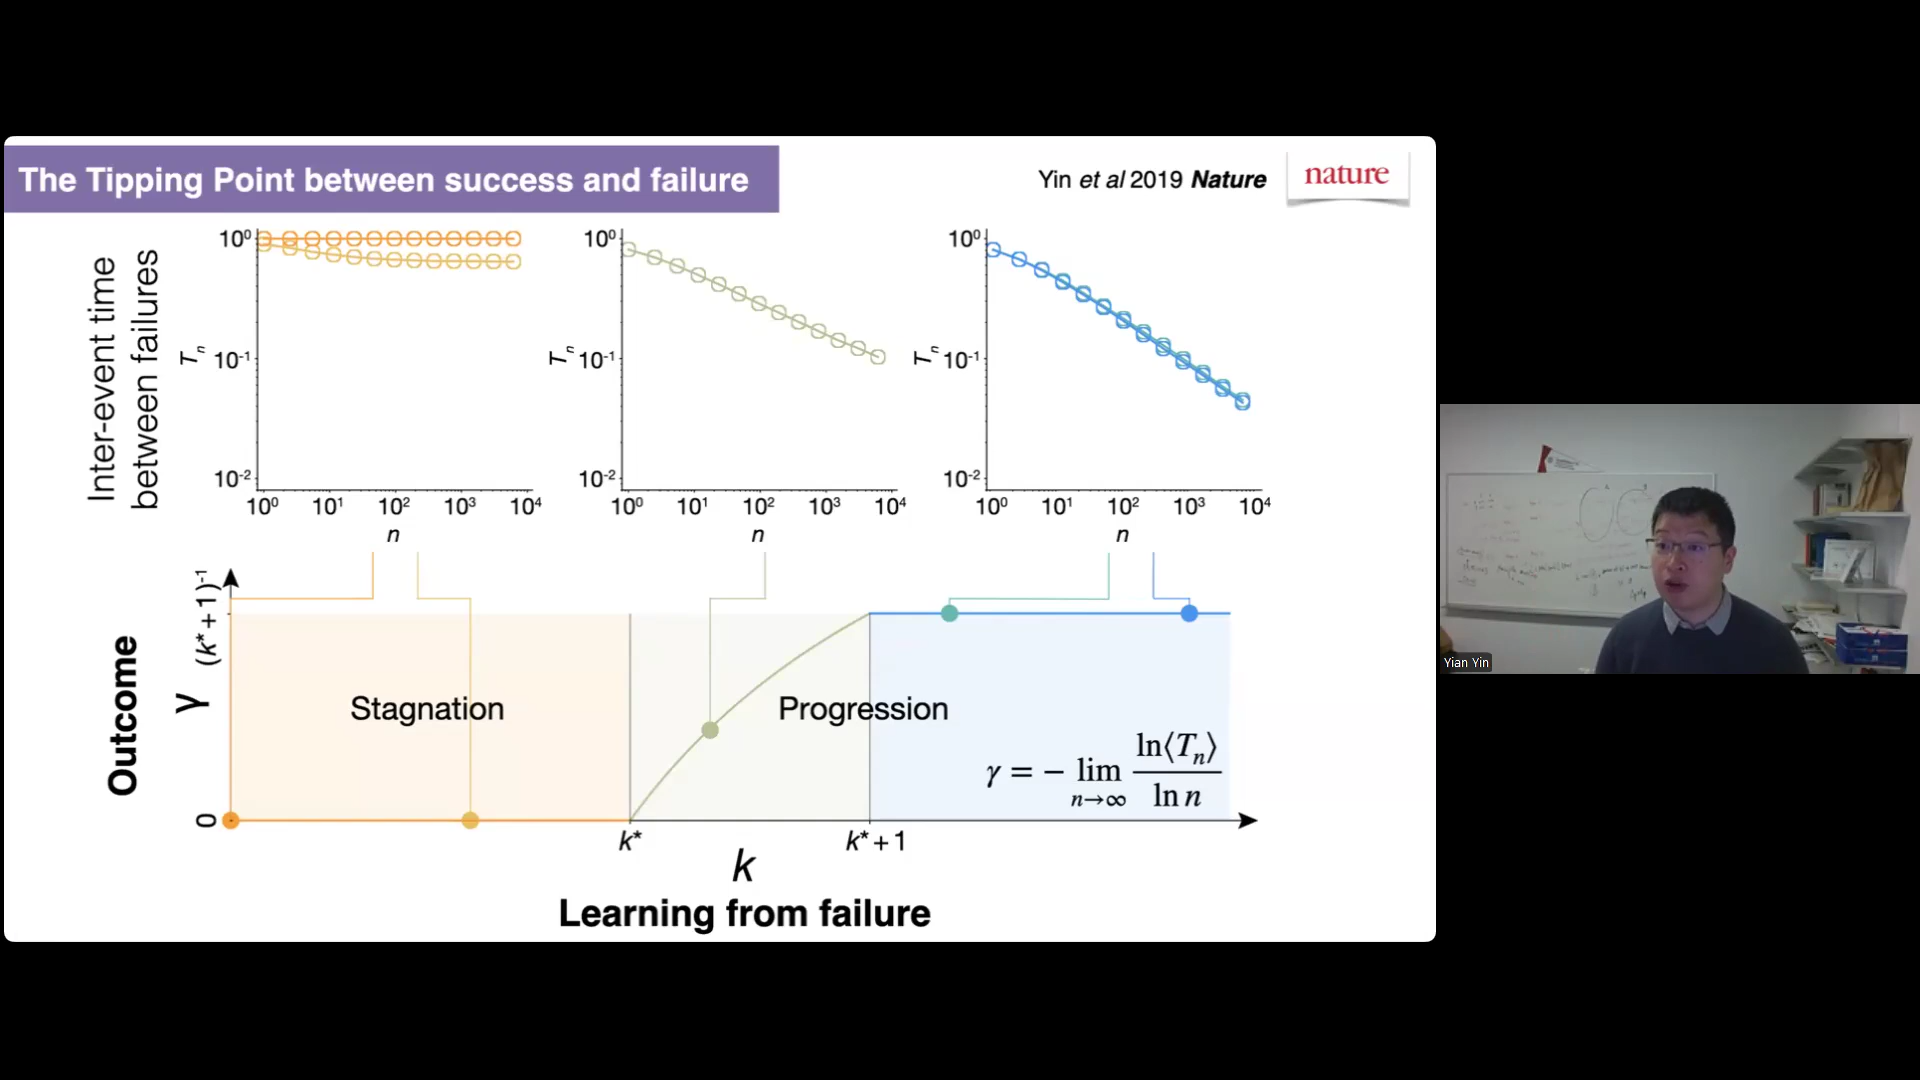 The Tipping Point between success and failure
Yin et al 2019 Nature
nature
Inter-event time
between failures
Tₙ
10⁰
10⁻¹
10⁻²
10⁰ 10¹ 10² 10³ 10⁴
n
Tₙ
10⁰
10⁻¹
10⁻²
10⁰ 10¹ 10² 10³ 10⁴
n
Tₙ
10⁰
10⁻¹
10⁻²
10⁰ 10¹ 10² 10³ 10⁴
n
Outcome
γ
(k*+1)⁻¹
0
Stagnation
Progression
γ = − lim n→∞ ln⟨Tₙ⟩ / ln n
k*
k*+1
k
Learning from failure
Yian Yin